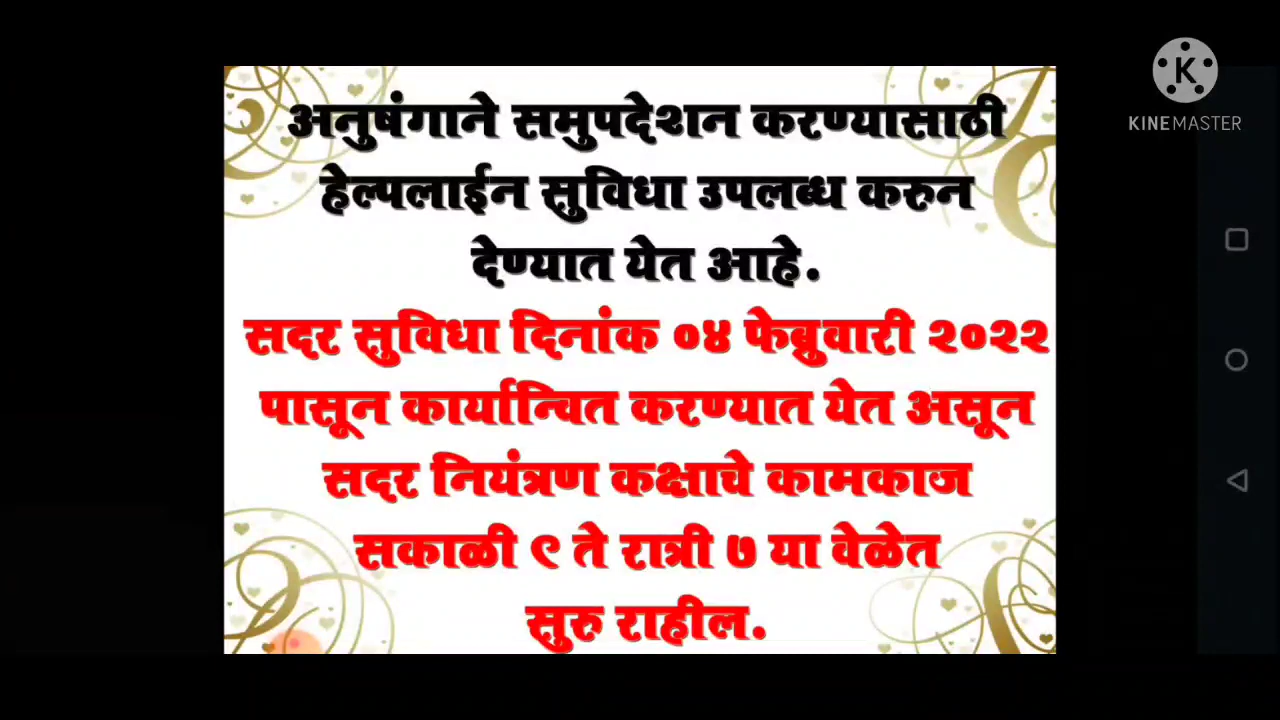 अनुषंगाने समुपदेशन करण्यासाठी
हेल्पलाईन सुविधा उपलब्ध करुन
देण्यात येत आहे.
सदर सुविधा दिनांक ०४ फेब्रुवारी २०२२
पासून कार्यान्वित करण्यात येत असून
सदर नियंत्रण कक्षाचे कामकाज
सकाळी ९ ते रात्री ७ या वेळेत
सुरु राहील.
K
KINEMASTER